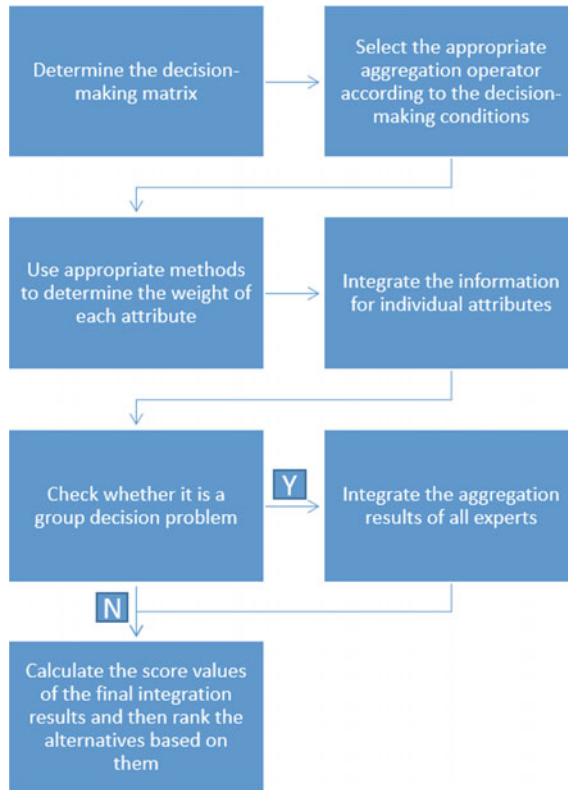 Determine the decision-
making matrix
Select the appropriate
aggregation operator
according to the decision-
making conditions
Use appropriate methods
to determine the weight of
each attribute
Integrate the information
for individual attributes
Check whether it is a
group decision problem
Y
Integrate the aggregation
results of all experts
N
Calculate the score values
of the final integration
results and then rank the
alternatives based on
them